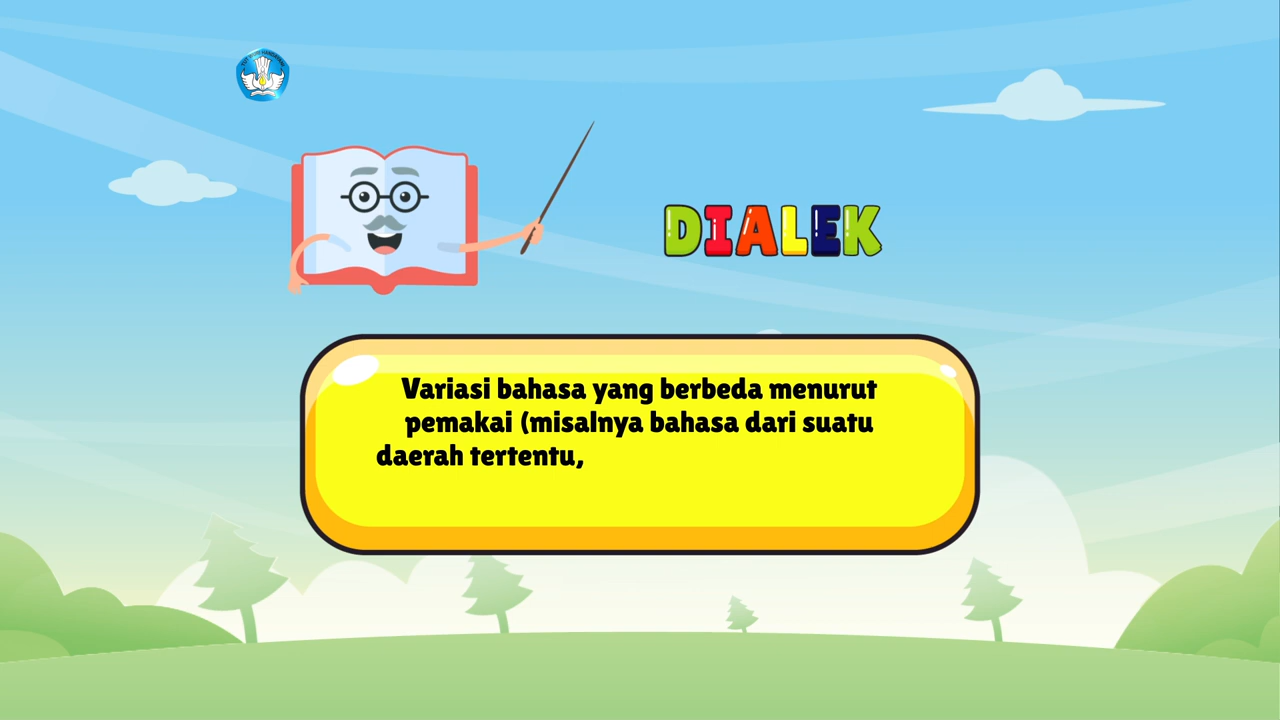 DIALEK
Variasi bahasa yang berbeda menurut
pemakai (misalnya bahasa dari suatu
daerah tertentu,